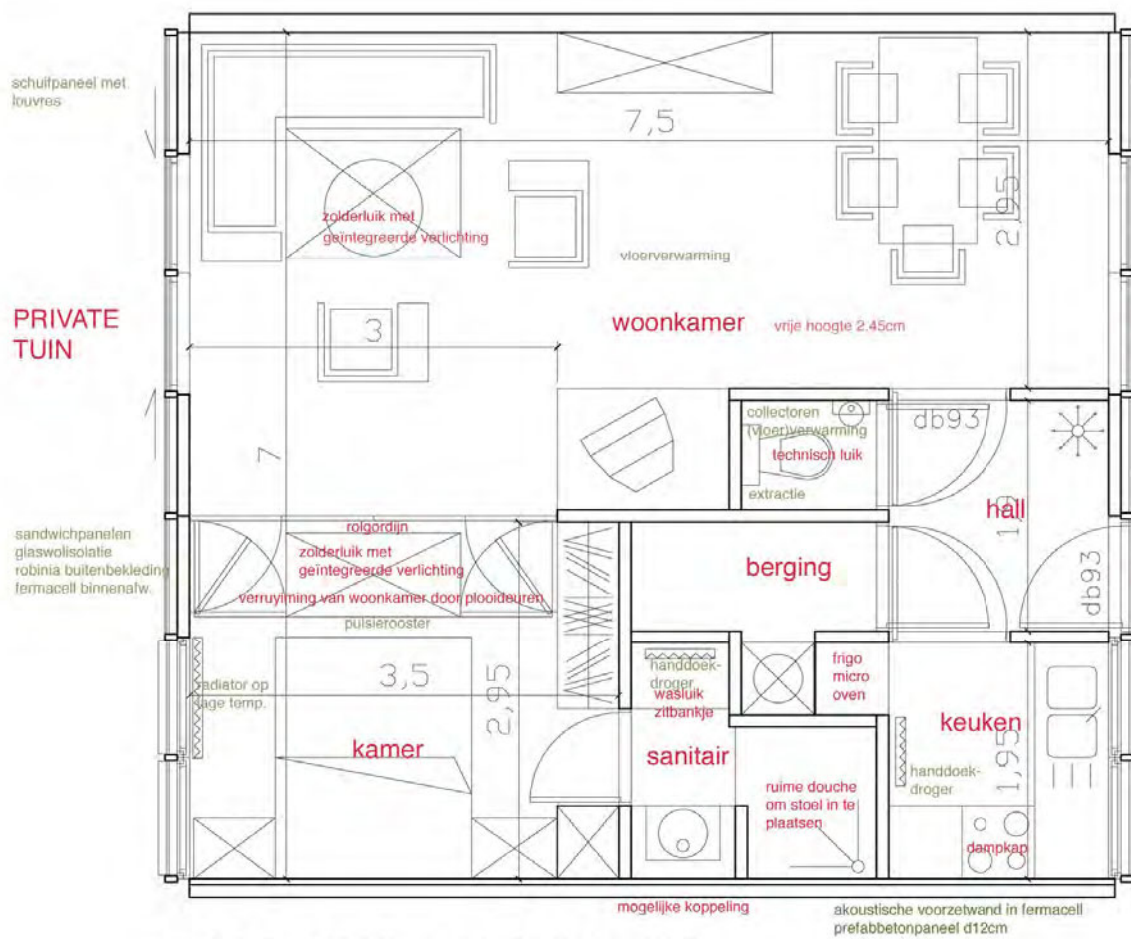 schuifpaneel met
louvres
7,5
2,95
zolderluik met
geïntegreerde verlichting
vloerverwarming
PRIVATE
TUIN
woonkamer
vrije hoogte 2.45cm
3
7
collectoren
(vloer)verwarming
technisch luik
extractie
db93
hall
1,9
db93
sandwichpanelen
glaswolisolatie
robinia buitenbekleding
fermacell binnenafw.
rolgordijn
zolderluik met
geïntegreerde verlichting
verruyiming van woonkamer door plooideuren
pulsierooster
berging
radiator op
lage temp.
3,5
2,95
kamer
handdoek-
droger
wasluik
zitbankje
sanitair
frigo
micro
oven
keuken
1,95
handdoek-
droger
ruime douche
om stoel in te
plaatsen
dampkap
mogelijke koppeling
akoustische voorzetwand in fermacell
prefabbetonpaneel d12cm